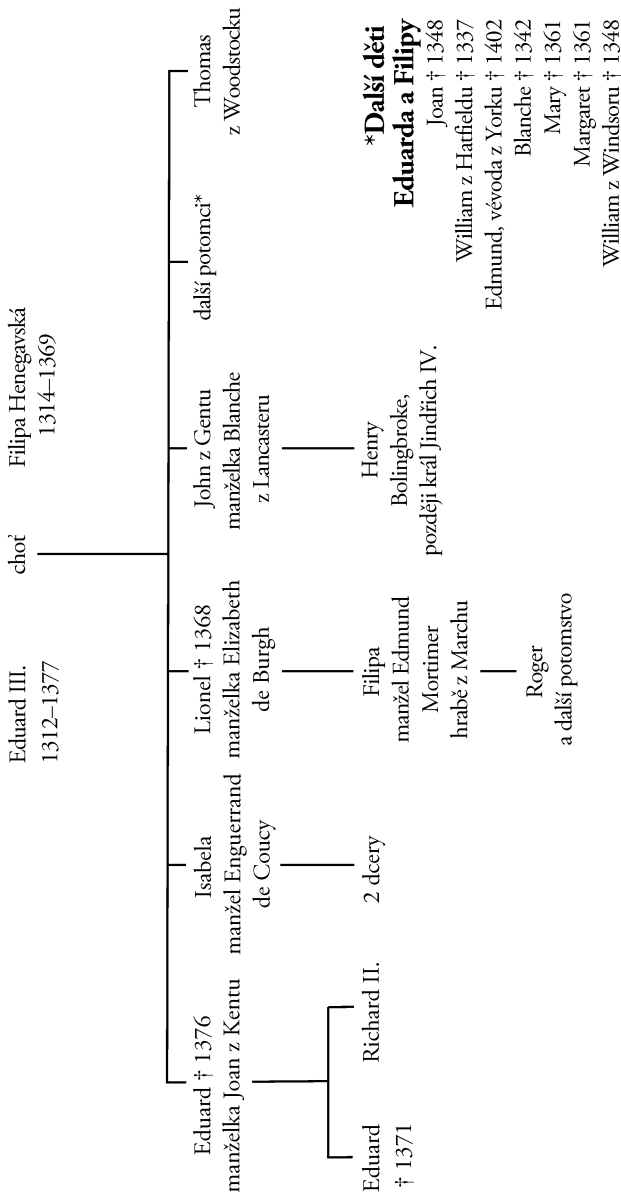 Eduard III.
1312–1377
choť
Filipa Henegavská
1314–1369
Eduard † 1376
manželka Joan z Kentu
Isabela
manžel Enguerrand
de Coucy
Lionel † 1368
manželka Elizabeth
de Burgh
John z Gentu
manželka Blanche
z Lancasteru
další potomci*
Thomas
z Woodstocku
Eduard
† 1371
Richard II.
2 dcery
Filipa
manžel Edmund
Mortimer
hrabě z Marchu
Roger
a další potomstvo
Henry
Bolingbroke,
později král Jindřich IV.
*Další děti
Eduarda a Filipy
Joan † 1348
William z Hatfieldu † 1337
Edmund, vévoda z Yorku † 1402
Blanche † 1342
Mary † 1361
Margaret † 1361
William z Windsoru † 1348